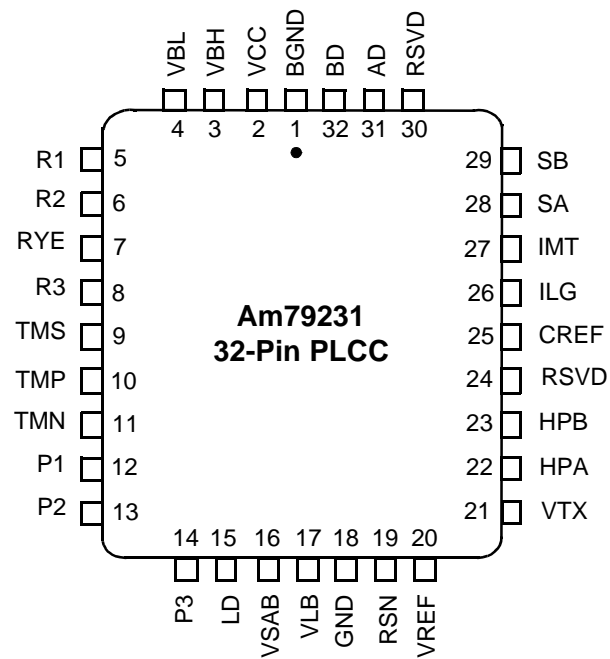 VBL VBH VCC BGND BD AD RSVD
4 3 2 1 32 31 30
R1 5 29 SB
R2 6 28 SA
RYE 7 27 IMT
R3 8 26 ILG
Am79231
32-Pin PLCC
TMS 9 25 CREF
TMP 10 24 RSVD
TMN 11 23 HPB
P1 12 22 HPA
P2 13 21 VTX
14 15 16 17 18 19 20
P3 LD VSAB VLB GND RSN VREF